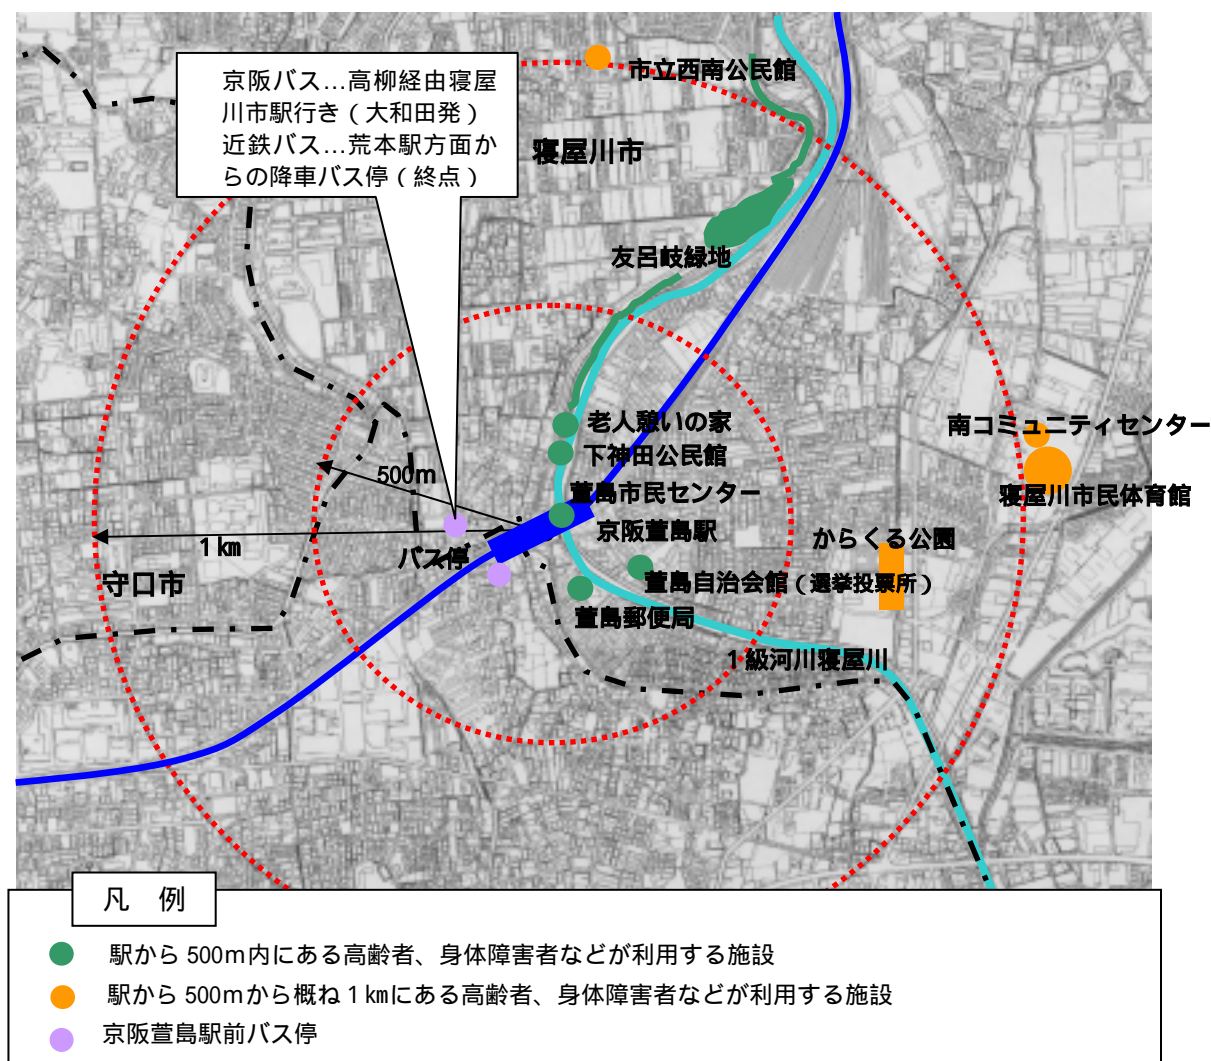 京阪バス…高柳経由寝屋
川市駅行き（大和田発）
近鉄バス…荒本駅方面か
らの降車バス停（終点）
市立西南公民館
寝屋川市
友呂岐緑地
老人憩いの家
南コミュニティセンター
下神田公民館
500m
萱島市民センター
寝屋川市民体育館
京阪萱島駅
からくる公園
1㎞
バス停
守口市
萱島自治会館（選挙投票所）
萱島郵便局
1級河川寝屋川
凡 例
駅から 500m内にある高齢者、身体障害者などが利用する施設
駅から 500mから概ね 1㎞にある高齢者、身体障害者などが利用する施設
京阪萱島駅前バス停